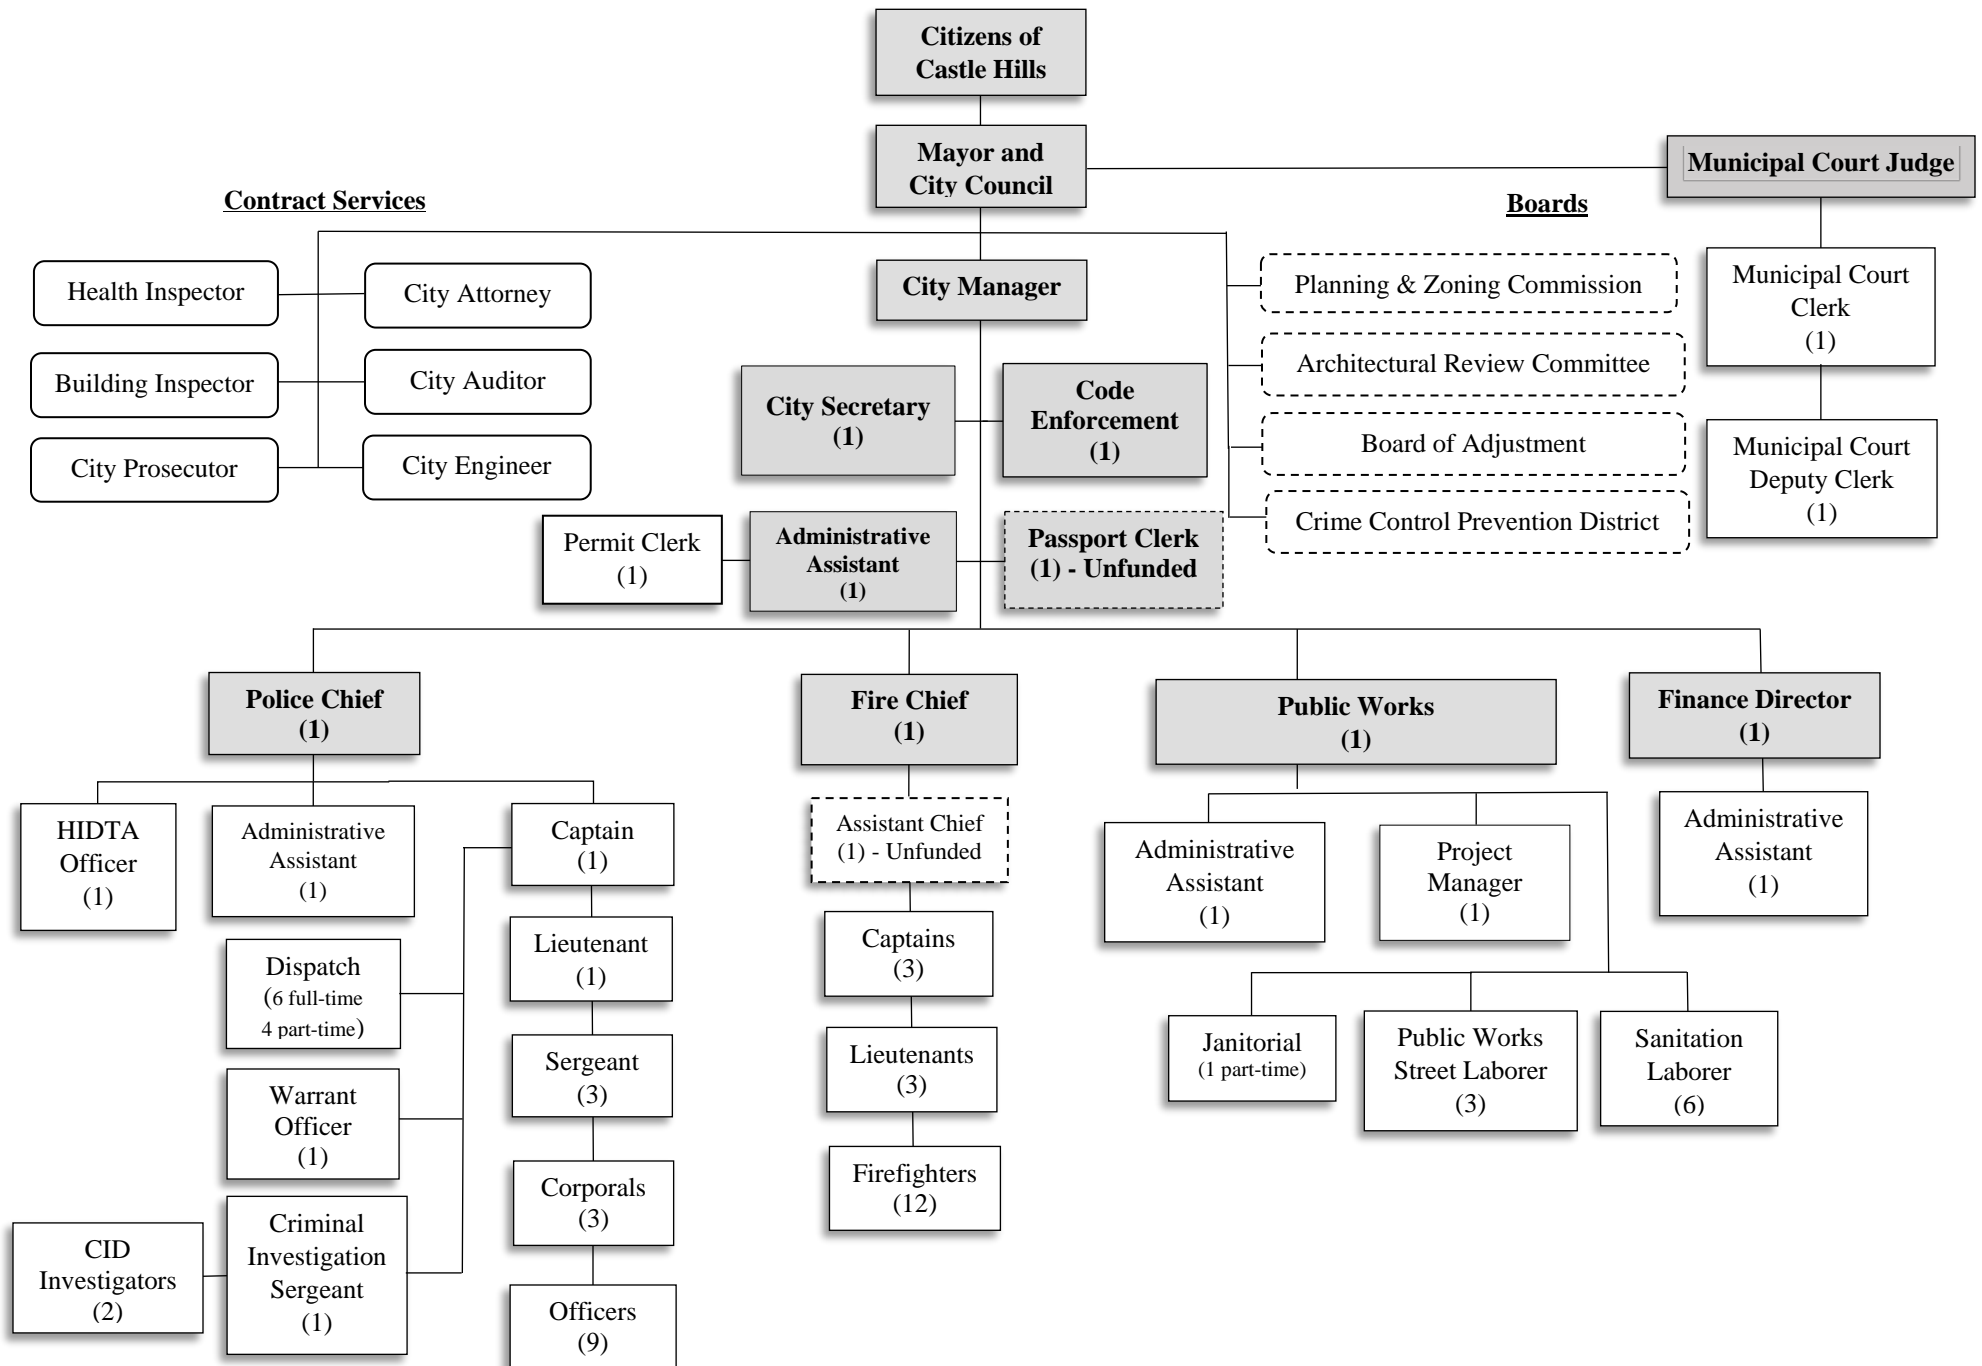 Citizens of
Castle Hills
Mayor and
City Council
Municipal Court Judge
Contract Services
Boards
Health Inspector
City Attorney
Building Inspector
City Auditor
City Prosecutor
City Engineer
City Manager
Planning & Zoning Commission
Architectural Review Committee
Board of Adjustment
Crime Control Prevention District
Municipal Court
Clerk
(1)
Municipal Court
Deputy Clerk
(1)
City Secretary
(1)
Code
Enforcement
(1)
Permit Clerk
(1)
Administrative
Assistant
(1)
Passport Clerk
(1) - Unfunded
Police Chief
(1)
Fire Chief
(1)
Public Works
(1)
Finance Director
(1)
HIDTA
Officer
(1)
Administrative
Assistant
(1)
Captain
(1)
Lieutenant
(1)
Sergeant
(3)
Corporals
(3)
Officers
(9)
Dispatch
(6 full-time
4 part-time)
Warrant
Officer
(1)
Criminal
Investigation
Sergeant
(1)
CID
Investigators
(2)
Assistant Chief
(1) - Unfunded
Captains
(3)
Lieutenants
(3)
Firefighters
(12)
Administrative
Assistant
(1)
Project
Manager
(1)
Janitorial
(1 part-time)
Public Works
Street Laborer
(3)
Sanitation
Laborer
(6)
Administrative
Assistant
(1)